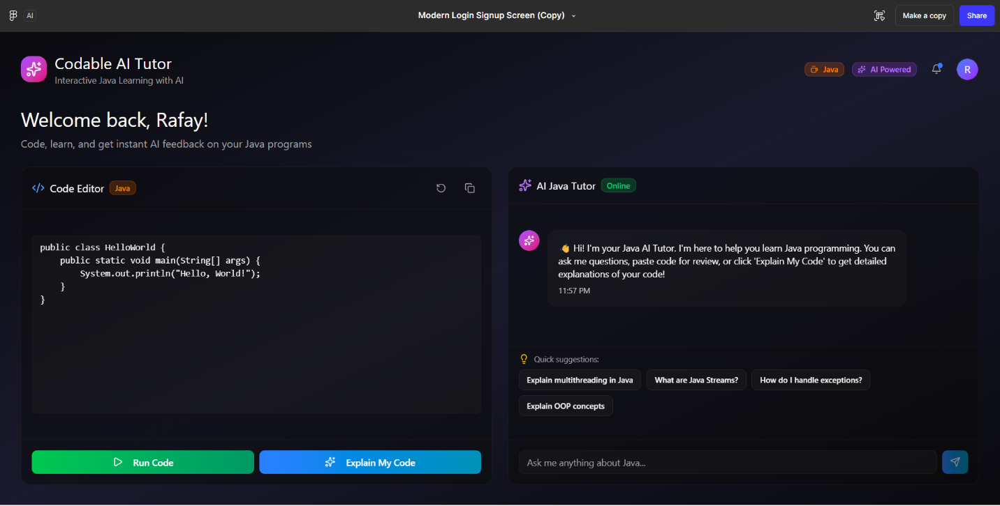 AI
Modern Login Signup Screen (Copy)
Make a copy
Share
Codable AI Tutor
Interactive Java Learning with AI
Java
AI Powered
R
Welcome back, Rafay!
Code, learn, and get instant AI feedback on your Java programs
Code Editor
Java
public class HelloWorld {
    public static void main(String[] args) {
        System.out.println("Hello, World!");
    }
}
Run Code
Explain My Code
AI Java Tutor
Online
👋 Hi! I'm your Java AI Tutor. I'm here to help you learn Java programming. You can
ask me questions, paste code for review, or click 'Explain My Code' to get detailed
explanations of your code!
11:57 PM
Quick suggestions:
Explain multithreading in Java
What are Java Streams?
How do I handle exceptions?
Explain OOP concepts
Ask me anything about Java...